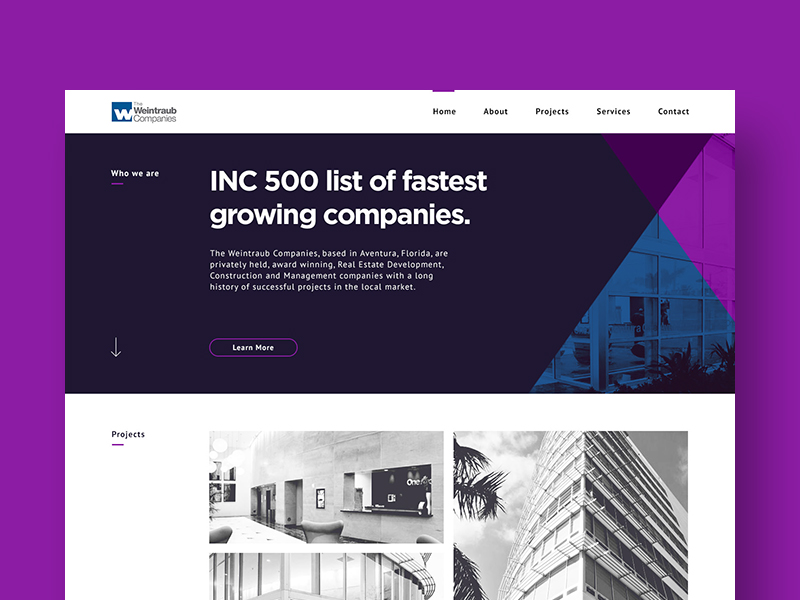 The
Weintraub
Companies
Home About Projects Services Contact
Who we are
INC 500 list of fastest
growing companies.
The Weintraub Companies, based in Aventura, Florida, are
privately held, award winning, Real Estate Development,
Construction and Management companies with a long
history of successful projects in the local market.
Learn More
Projects